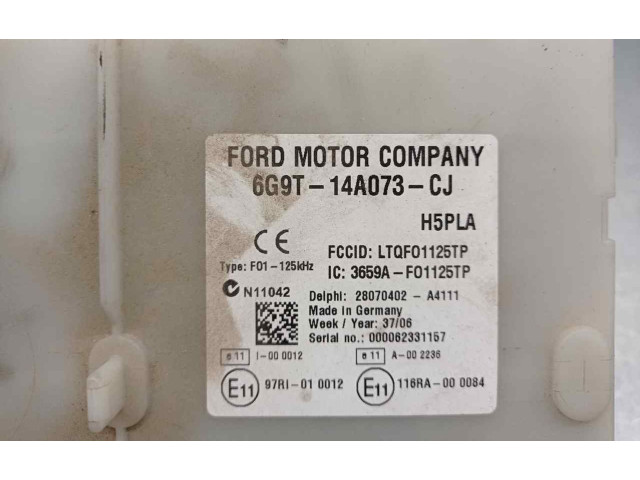 FORD MOTOR COMPANY
6G9T-14A073-CJ
H5PLA
CE
FCCID: LTQFO1125TP
Type: F01-125kHz
IC: 3659A-FO1125TP
N11042
Delphi: 28070402-A4111
Made in Germany
Week / Year: 37/06
Serial no.: 000062331157
e 11 I-00 0012
e 11 A-00 2236
E11 97RI-01 0012
E11 116RA-00 0084